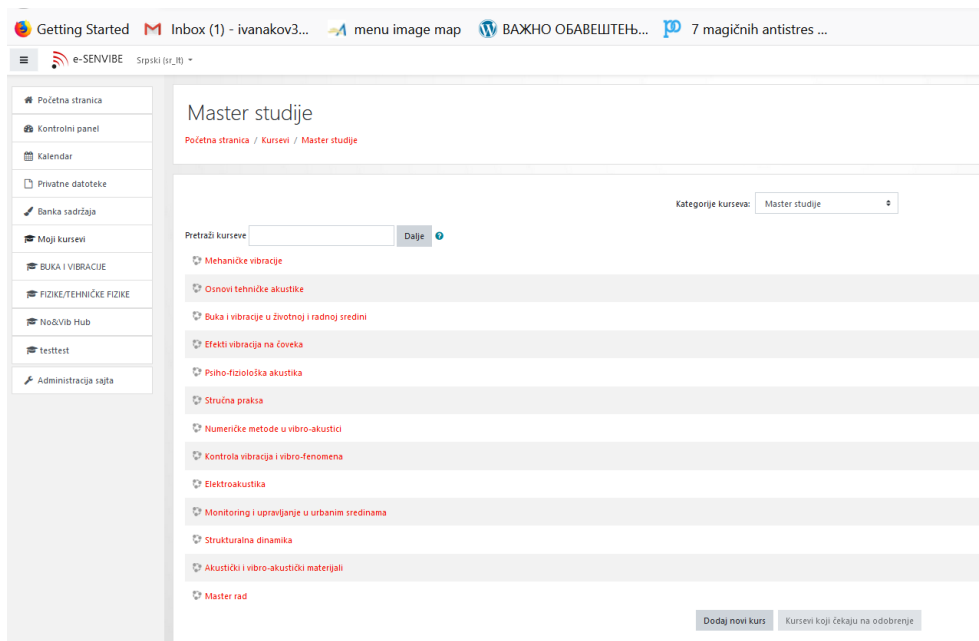 Getting Started Inbox (1) - ivanakov3... menu image map ВАЖНО ОБАВЕШТЕЊ... 7 magičnih antistres ...
e-SENVIBE Srpski (sr_lt)
Početna stranica
Kontrolni panel
Kalendar
Privatne datoteke
Banka sadržaja
Moji kursevi
BUKA I VIBRACIJE
FIZIKE/TEHNIČKE FIZIKE
No&Vib Hub
testtest
Administracija sajta
Master studije
Početna stranica / Kursevi / Master studije
Kategorije kurseva: Master studije
Pretraži kurseve Dalje
Mehaničke vibracije
Osnovi tehničke akustike
Buka i vibracije u životnoj i radnoj sredini
Efekti vibracija na čoveka
Psiho-fiziološka akustika
Stručna praksa
Numeričke metode u vibro-akustici
Kontrola vibracija i vibro-fenomena
Elektroakustika
Monitoring i upravljanje u urbanim sredinama
Strukturalna dinamika
Akustički i vibro-akustički materijali
Master rad
Dodaj novi kurs Kursevi koji čekaju na odobrenje